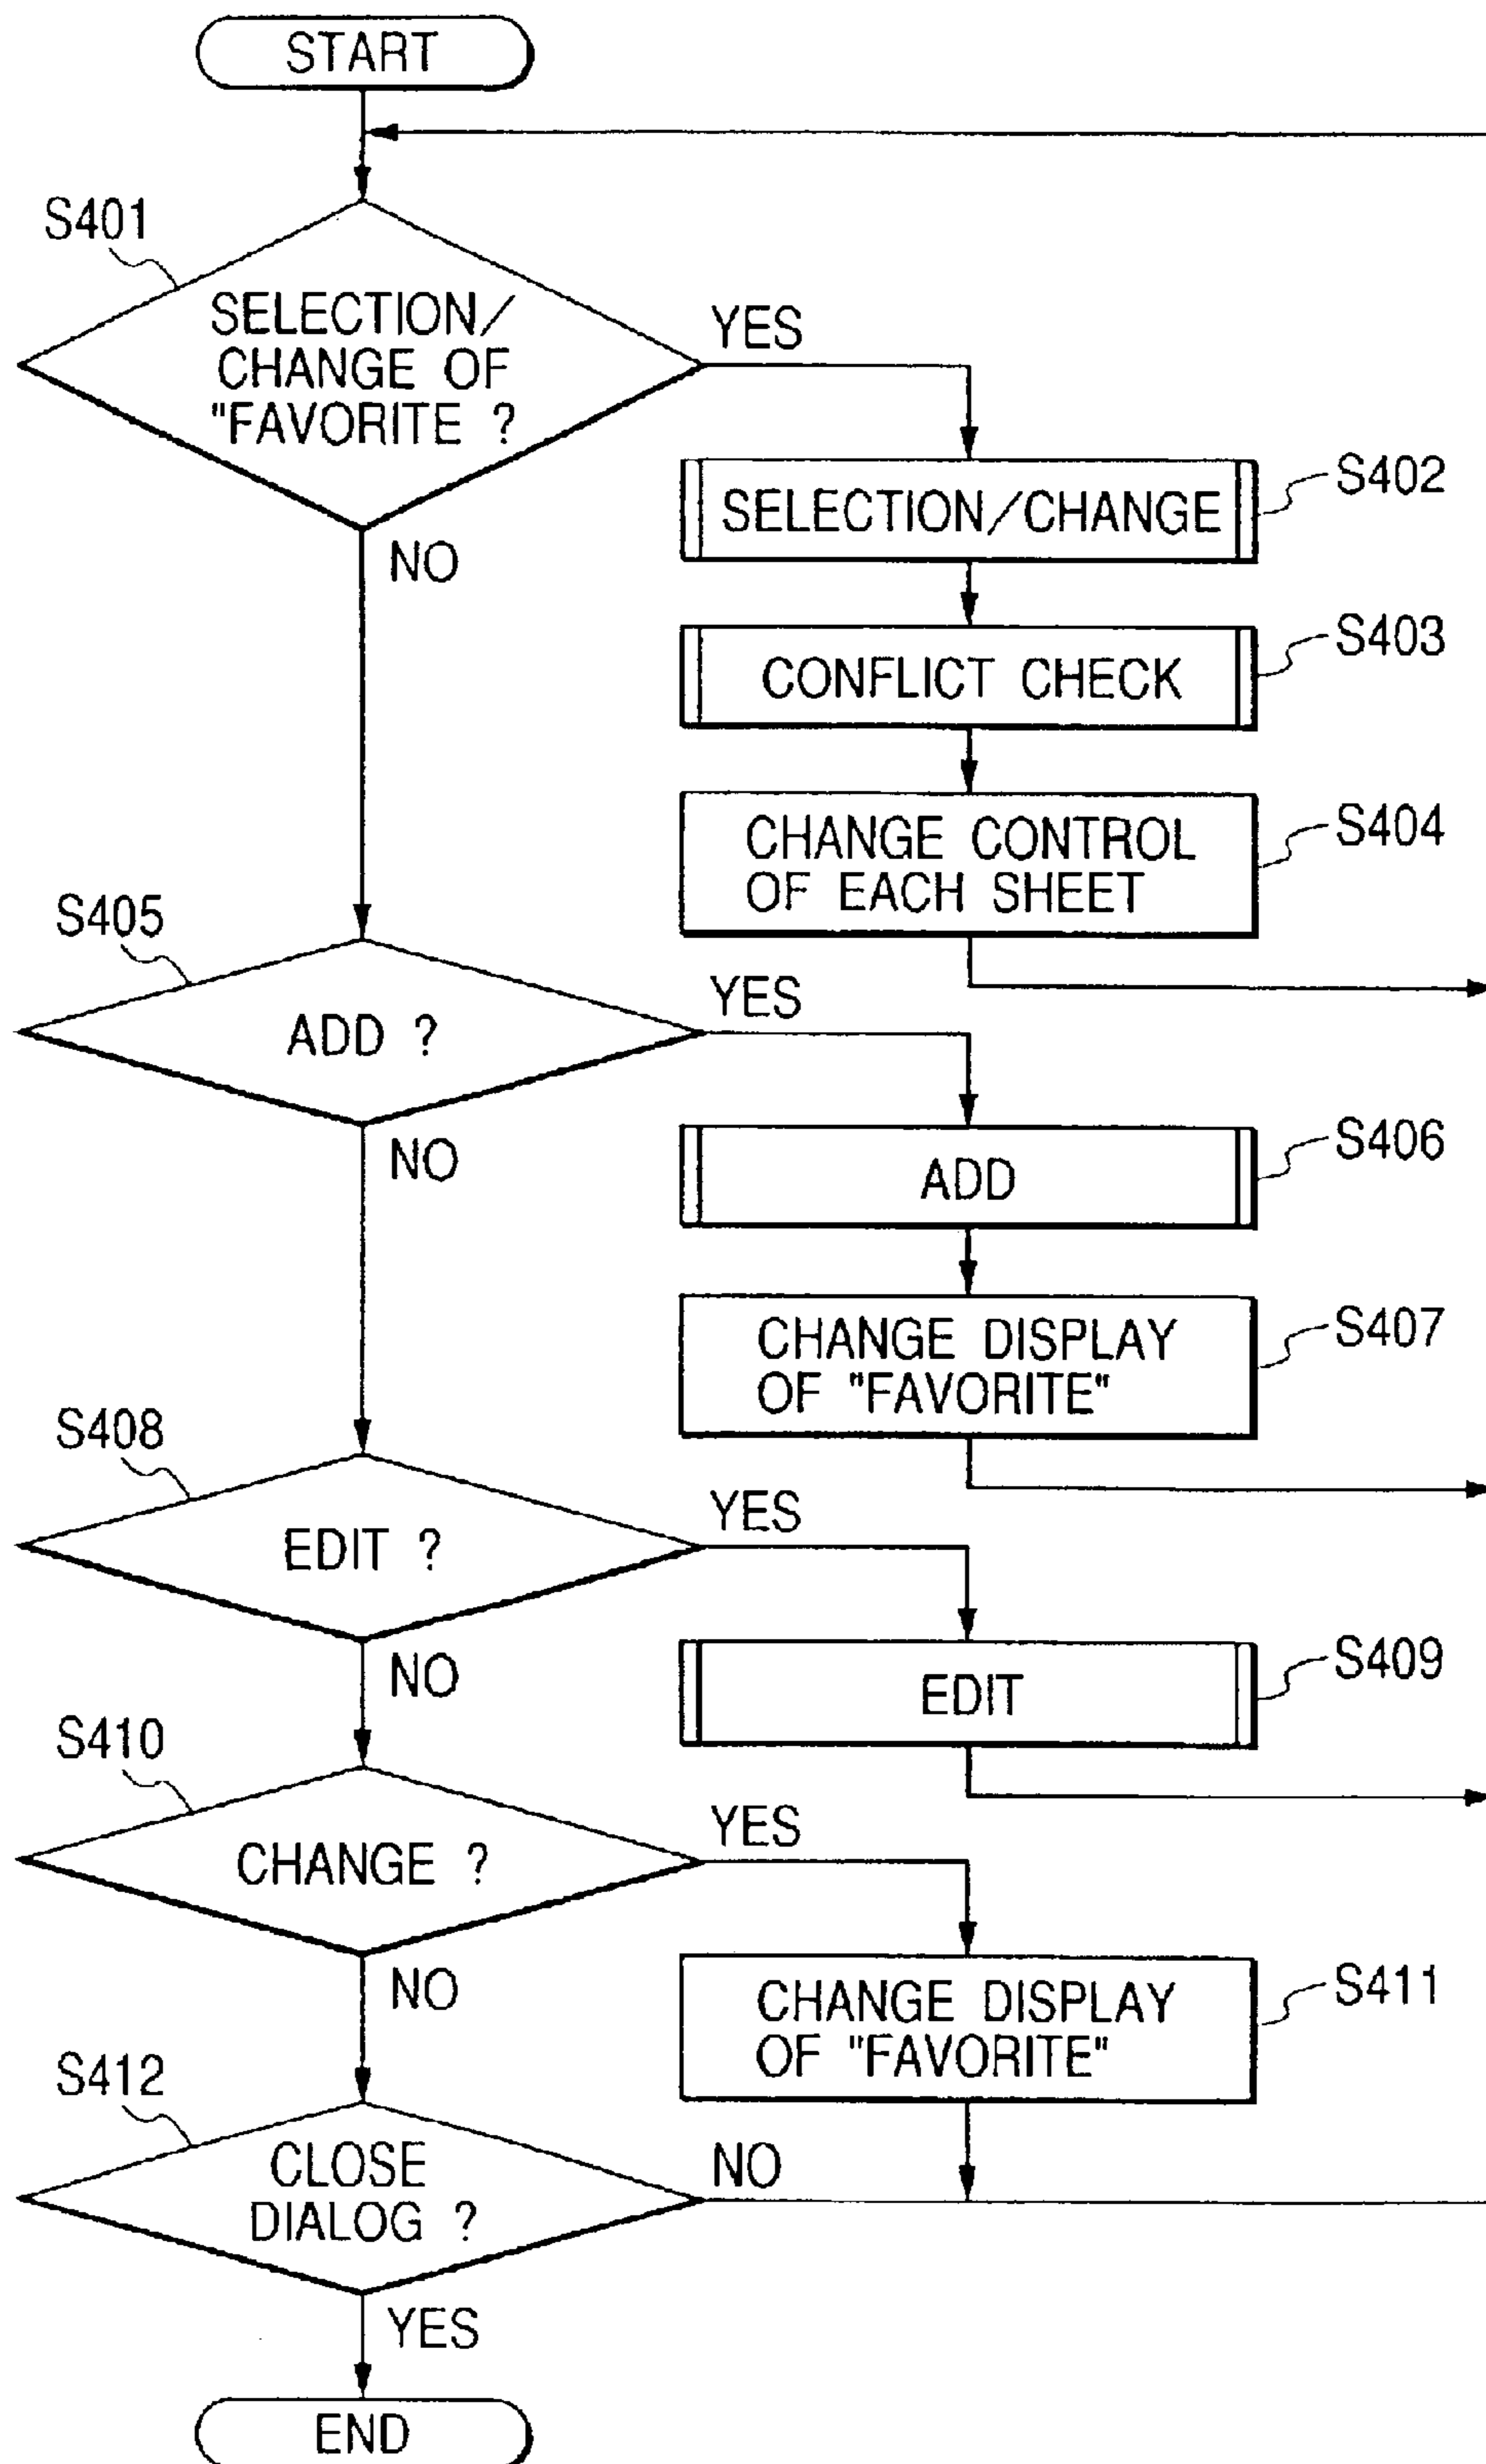 START
S401
SELECTION/
CHANGE OF
"FAVORITE ?
YES
NO
S402
SELECTION/CHANGE
S403
CONFLICT CHECK
S404
CHANGE CONTROL
OF EACH SHEET
S405
ADD ?
YES
NO
S406
ADD
S407
CHANGE DISPLAY
OF "FAVORITE"
S408
EDIT ?
YES
NO
S409
EDIT
S410
CHANGE ?
YES
NO
S411
CHANGE DISPLAY
OF "FAVORITE"
S412
CLOSE
DIALOG ?
NO
YES
END